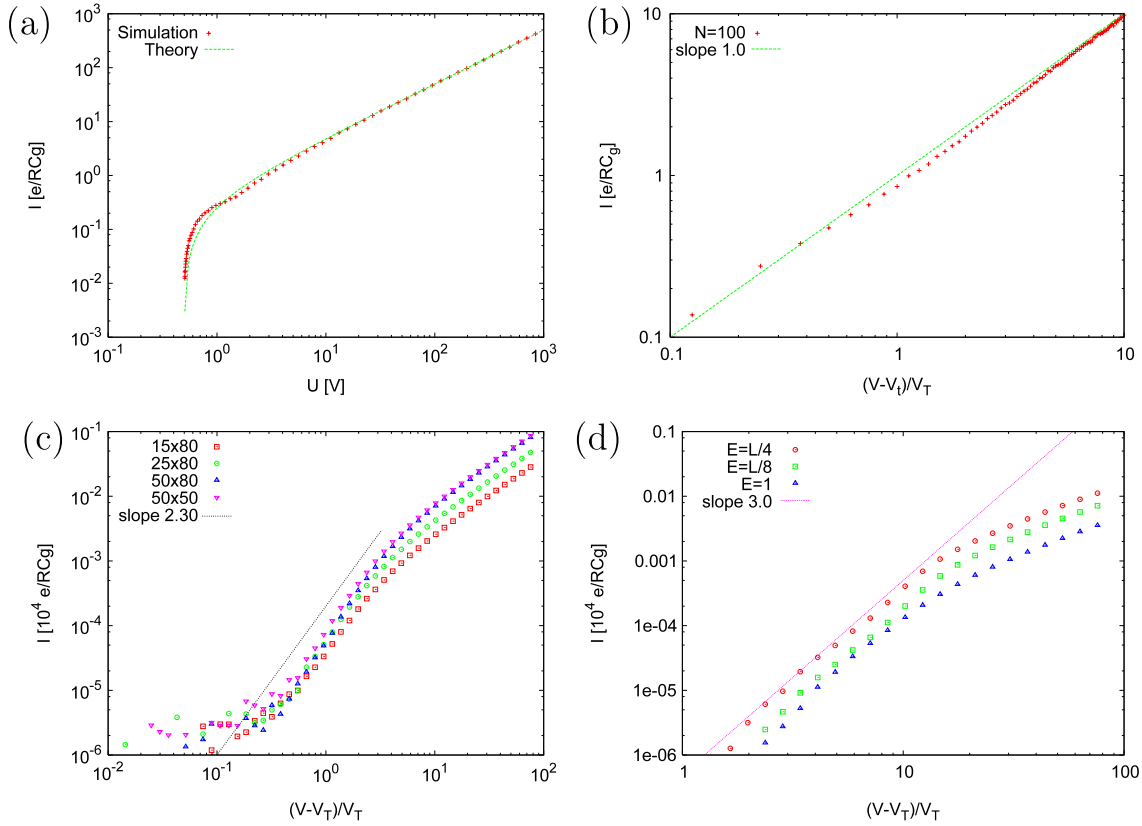 (a)
10^3
10^2
10^1
10^0
10^-1
10^-2
10^-3
I [e/RCg]
Simulation
Theory
10^-1
10^0
10^1
10^2
10^3
U [V]
(b)
10
1
0.1
I [e/RC_g]
N=100
slope 1.0
0.1
1
10
(V-V_t)/V_T
(c)
10^-1
10^-2
10^-3
10^-4
10^-5
10^-6
I [10^4 e/RCg]
15x80
25x80
50x80
50x50
slope 2.30
10^-2
10^-1
10^0
10^1
10^2
(V-V_T)/V_T
(d)
0.1
0.01
0.001
1e-04
1e-05
1e-06
I [10^4 e/RCg]
E=L/4
E=L/8
E=1
slope 3.0
1
10
100
(V-V_T)/V_T